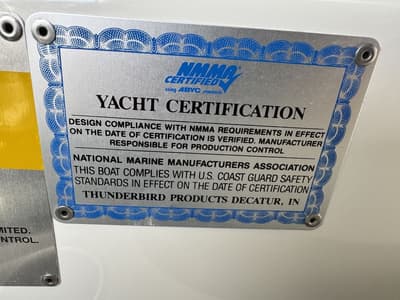 NMMA
CERTIFIED
using ABYC standards
YACHT CERTIFICATION
DESIGN COMPLIANCE WITH NMMA REQUIREMENTS IN EFFECT
ON THE DATE OF CERTIFICATION IS VERIFIED. MANUFACTURER
RESPONSIBLE FOR PRODUCTION CONTROL
NATIONAL MARINE MANUFACTURERS ASSOCIATION
THIS BOAT COMPLIES WITH U.S. COAST GUARD SAFETY
STANDARDS IN EFFECT ON THE DATE OF CERTIFICATION
THUNDERBIRD PRODUCTS DECATUR, IN
IMITED.
ONTROL.